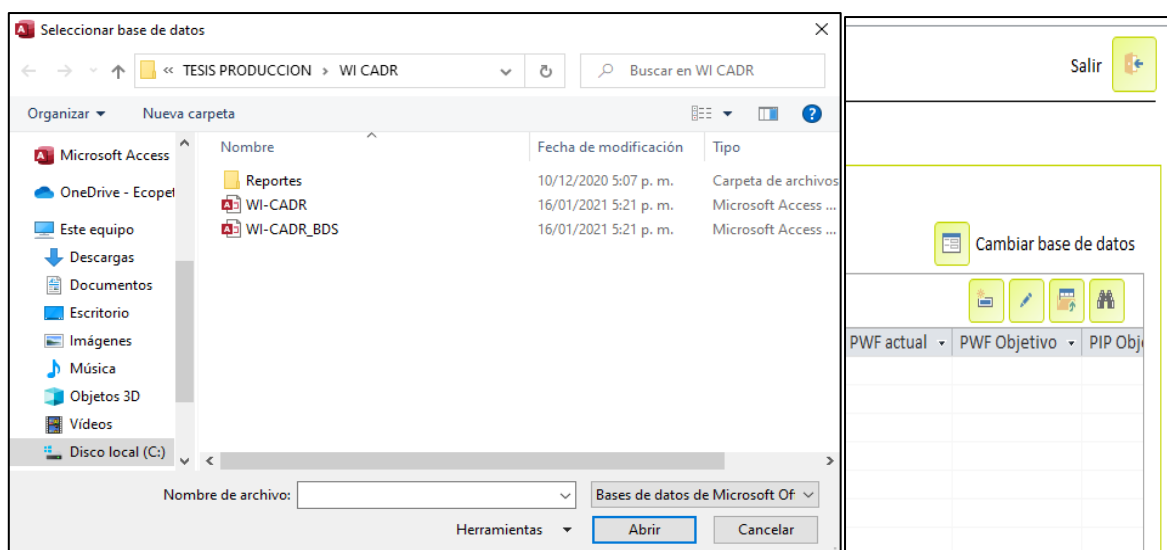 Seleccionar base de datos
« TESIS PRODUCCION › WI CADR
Buscar en WI CADR
Organizar
Nueva carpeta
Microsoft Access
OneDrive - Ecopet
Este equipo
Descargas
Documentos
Escritorio
Imágenes
Música
Objetos 3D
Vídeos
Disco local (C:)
Nombre Fecha de modificación Tipo
Reportes 10/12/2020 5:07 p. m. Carpeta de archivos
WI-CADR 16/01/2021 5:21 p. m. Microsoft Access ...
WI-CADR_BDS 16/01/2021 5:21 p. m. Microsoft Access ...
Nombre de archivo:
Bases de datos de Microsoft Of
Herramientas Abrir Cancelar
Salir
Cambiar base de datos
PWF actual PWF Objetivo PIP Obj